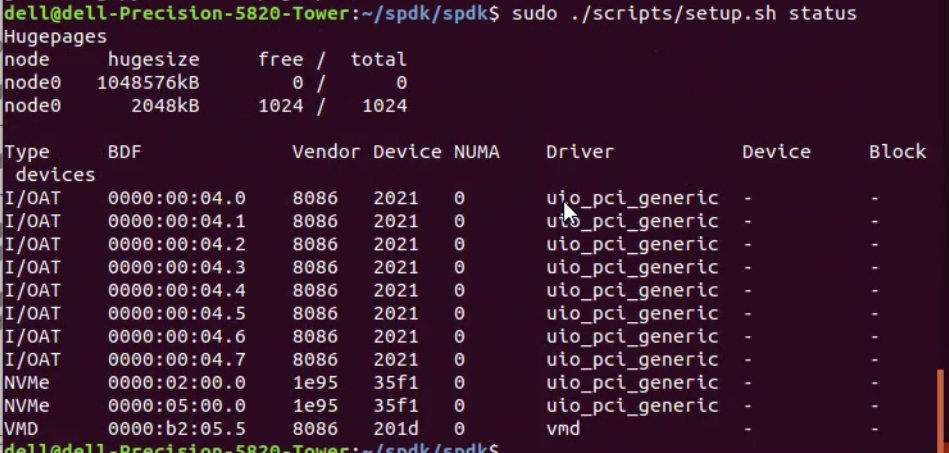 dell@dell-Precision-5820-Tower:~/spdk/spdk$ sudo ./scripts/setup.sh status
Hugepages
node     hugesize     free /  total
node0   1048576kB        0 /      0
node0      2048kB     1024 /   1024
Type     BDF             Vendor Device NUMA    Driver           Device     Block
 devices
I/OAT    0000:00:04.0    8086   2021   0       uio_pci_generic  -          -
I/OAT    0000:00:04.1    8086   2021   0       uio_pci_generic  -          -
I/OAT    0000:00:04.2    8086   2021   0       uio_pci_generic  -          -
I/OAT    0000:00:04.3    8086   2021   0       uio_pci_generic  -          -
I/OAT    0000:00:04.4    8086   2021   0       uio_pci_generic  -          -
I/OAT    0000:00:04.5    8086   2021   0       uio_pci_generic  -          -
I/OAT    0000:00:04.6    8086   2021   0       uio_pci_generic  -          -
I/OAT    0000:00:04.7    8086   2021   0       uio_pci_generic  -          -
NVMe     0000:02:00.0    1e95   35f1   0       uio_pci_generic  -          -
NVMe     0000:05:00.0    1e95   35f1   0       uio_pci_generic  -          -
VMD      0000:b2:05.5    8086   201d   0       vmd              -          -
dell@dell-Precision-5820-Tower:~/spdk/spdk$